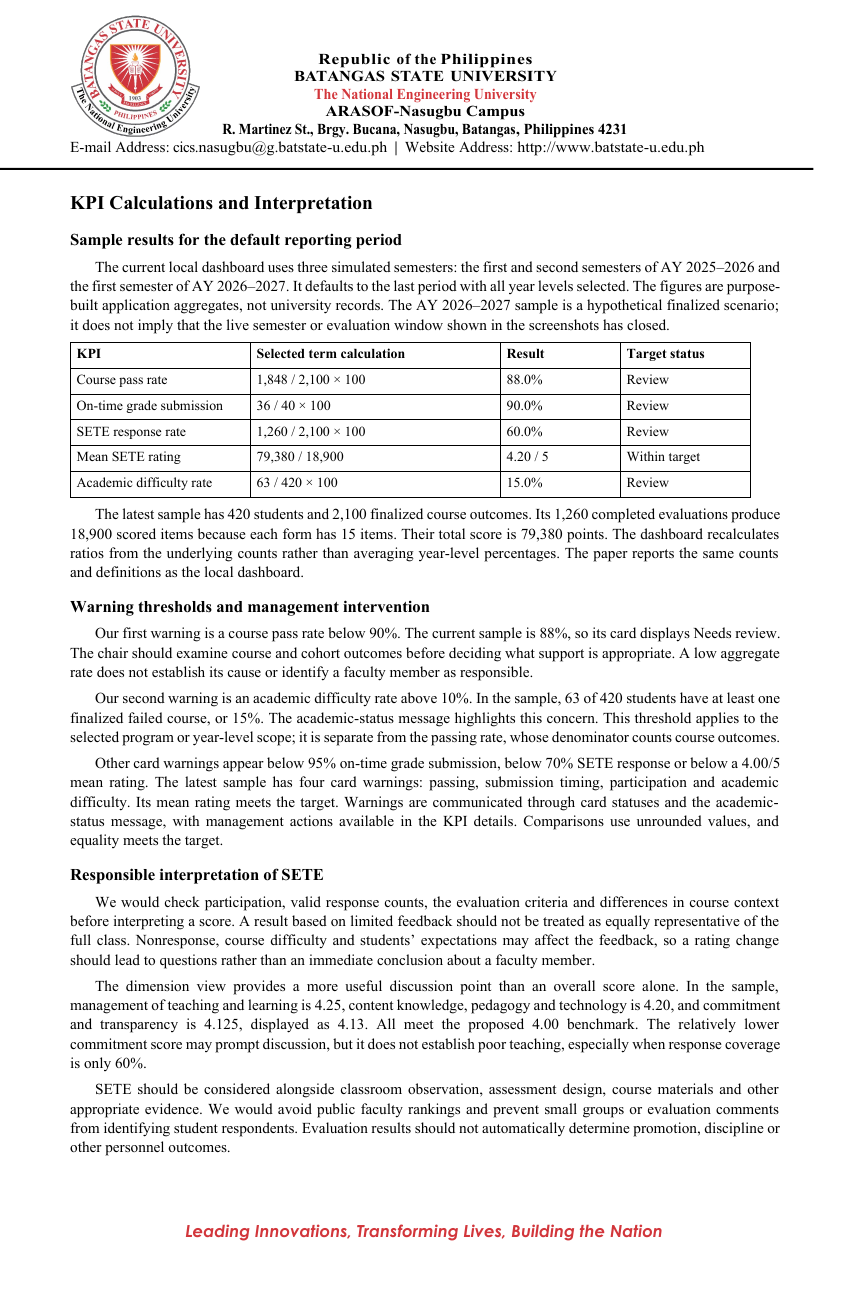 BATANGAS STATE UNIVERSITY
1903
PHILIPPINES
The National Engineering University
Republic of the Philippines
BATANGAS STATE UNIVERSITY
The National Engineering University
ARASOF-Nasugbu Campus
R. Martinez St., Brgy. Bucana, Nasugbu, Batangas, Philippines 4231
E-mail Address: cics.nasugbu@g.batstate-u.edu.ph | Website Address: http://www.batstate-u.edu.ph
KPI Calculations and Interpretation
Sample results for the default reporting period
The current local dashboard uses three simulated semesters: the first and second semesters of AY 2025–2026 and
the first semester of AY 2026–2027. It defaults to the last period with all year levels selected. The figures are purpose-
built application aggregates, not university records. The AY 2026–2027 sample is a hypothetical finalized scenario;
it does not imply that the live semester or evaluation window shown in the screenshots has closed.
KPI Selected term calculation Result Target status
Course pass rate 1,848 / 2,100 × 100 88.0% Review
On-time grade submission 36 / 40 × 100 90.0% Review
SETE response rate 1,260 / 2,100 × 100 60.0% Review
Mean SETE rating 79,380 / 18,900 4.20 / 5 Within target
Academic difficulty rate 63 / 420 × 100 15.0% Review
The latest sample has 420 students and 2,100 finalized course outcomes. Its 1,260 completed evaluations produce
18,900 scored items because each form has 15 items. Their total score is 79,380 points. The dashboard recalculates
ratios from the underlying counts rather than averaging year-level percentages. The paper reports the same counts
and definitions as the local dashboard.
Warning thresholds and management intervention
Our first warning is a course pass rate below 90%. The current sample is 88%, so its card displays Needs review.
The chair should examine course and cohort outcomes before deciding what support is appropriate. A low aggregate
rate does not establish its cause or identify a faculty member as responsible.
Our second warning is an academic difficulty rate above 10%. In the sample, 63 of 420 students have at least one
finalized failed course, or 15%. The academic-status message highlights this concern. This threshold applies to the
selected program or year-level scope; it is separate from the passing rate, whose denominator counts course outcomes.
Other card warnings appear below 95% on-time grade submission, below 70% SETE response or below a 4.00/5
mean rating. The latest sample has four card warnings: passing, submission timing, participation and academic
difficulty. Its mean rating meets the target. Warnings are communicated through card statuses and the academic-
status message, with management actions available in the KPI details. Comparisons use unrounded values, and
equality meets the target.
Responsible interpretation of SETE
We would check participation, valid response counts, the evaluation criteria and differences in course context
before interpreting a score. A result based on limited feedback should not be treated as equally representative of the
full class. Nonresponse, course difficulty and students’ expectations may affect the feedback, so a rating change
should lead to questions rather than an immediate conclusion about a faculty member.
The dimension view provides a more useful discussion point than an overall score alone. In the sample,
management of teaching and learning is 4.25, content knowledge, pedagogy and technology is 4.20, and commitment
and transparency is 4.125, displayed as 4.13. All meet the proposed 4.00 benchmark. The relatively lower
commitment score may prompt discussion, but it does not establish poor teaching, especially when response coverage
is only 60%.
SETE should be considered alongside classroom observation, assessment design, course materials and other
appropriate evidence. We would avoid public faculty rankings and prevent small groups or evaluation comments
from identifying student respondents. Evaluation results should not automatically determine promotion, discipline or
other personnel outcomes.
Leading Innovations, Transforming Lives, Building the Nation